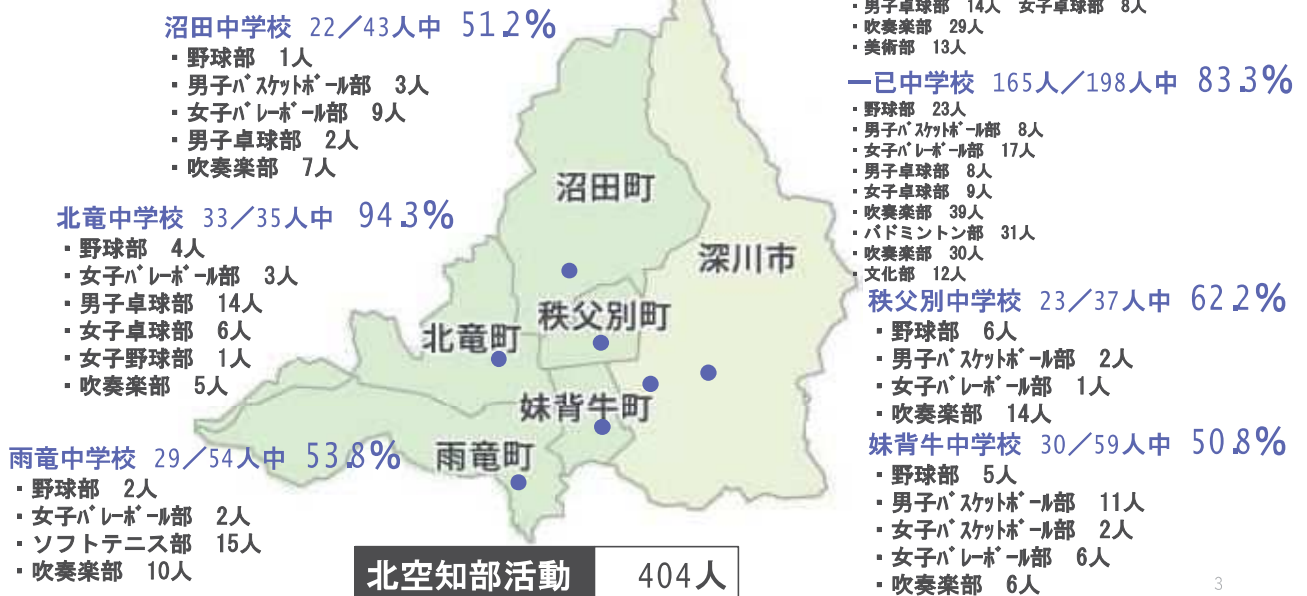 沼田中学校 22／43人中 51.2%
・野球部 1人
・男子バスケットボール部 3人
・女子バレーボール部 9人
・男子卓球部 2人
・吹奏楽部 7人
北竜中学校 33／35人中 94.3%
・野球部 4人
・女子バレーボール部 3人
・男子卓球部 14人
・女子卓球部 6人
・女子野球部 1人
・吹奏楽部 5人
雨竜中学校 29／54人中 53.8%
・野球部 2人
・女子バレーボール部 2人
・ソフトテニス部 15人
・吹奏楽部 10人
沼田町
深川市
秩父別町
北竜町
妹背牛町
雨竜町
北空知部活動 404人
・男子卓球部 14人 女子卓球部 8人
・吹奏楽部 29人
・美術部 13人
一已中学校 165人／198人中 83.3%
・野球部 23人
・男子バスケットボール部 8人
・女子バレーボール部 17人
・男子卓球部 8人
・女子卓球部 9人
・吹奏楽部 39人
・バドミントン部 31人
・吹奏楽部 30人
・文化部 12人
秩父別中学校 23／37人中 62.2%
・野球部 6人
・男子バスケットボール部 2人
・女子バレーボール部 1人
・吹奏楽部 14人
妹背牛中学校 30／59人中 50.8%
・野球部 5人
・男子バスケットボール部 11人
・女子バスケットボール部 2人
・女子バレーボール部 6人
・吹奏楽部 6人
3